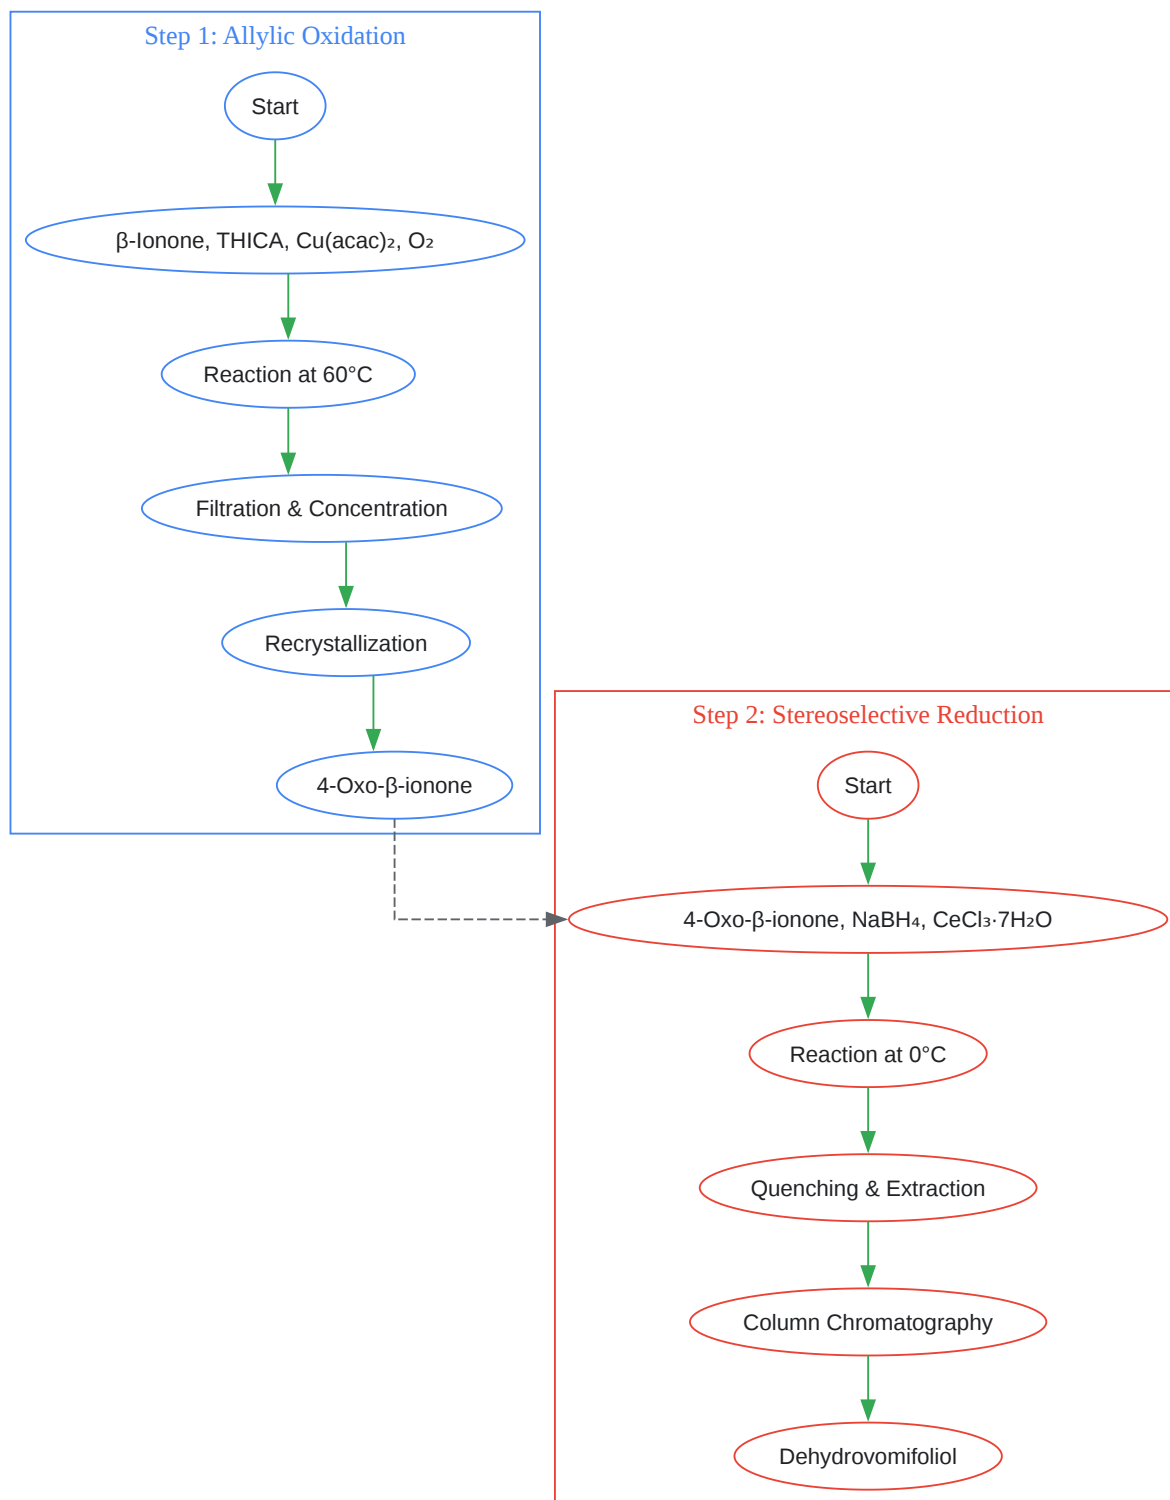 Step 1: Allylic Oxidation
Start
β-Ionone, THICA, Cu(acac)₂, O₂
Reaction at 60°C
Filtration & Concentration
Recrystallization
4-Oxo-β-ionone
Step 2: Stereoselective Reduction
Start
4-Oxo-β-ionone, NaBH₄, CeCl₃·7H₂O
Reaction at 0°C
Quenching & Extraction
Column Chromatography
Dehydrovomifoliol